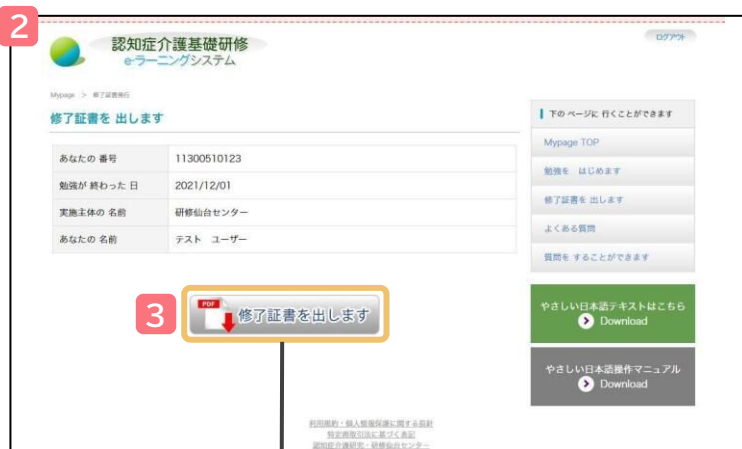 2
認知症介護基礎研修
e-ラーニングシステム
ログアウト
Mypage > 修了証書発行
修了証書を 出します
あなたの 番号 11300510123
勉強が 終わった 日 2021/12/01
実施主体の 名前 研修仙台センター
あなたの 名前 テスト ユーザー
3
PDF
修了証書を出します
下の ページに 行くことができます
Mypage TOP
勉強を はじめます
修了証書を 出します
よくある質問
質問を することができます
やさしい日本語テキストはこちら
Download
やさしい日本語操作マニュアル
Download
利用規約・個人情報保護に関する指針
特定商取引法に基づく表記
認知症介護研究・研修仙台センター